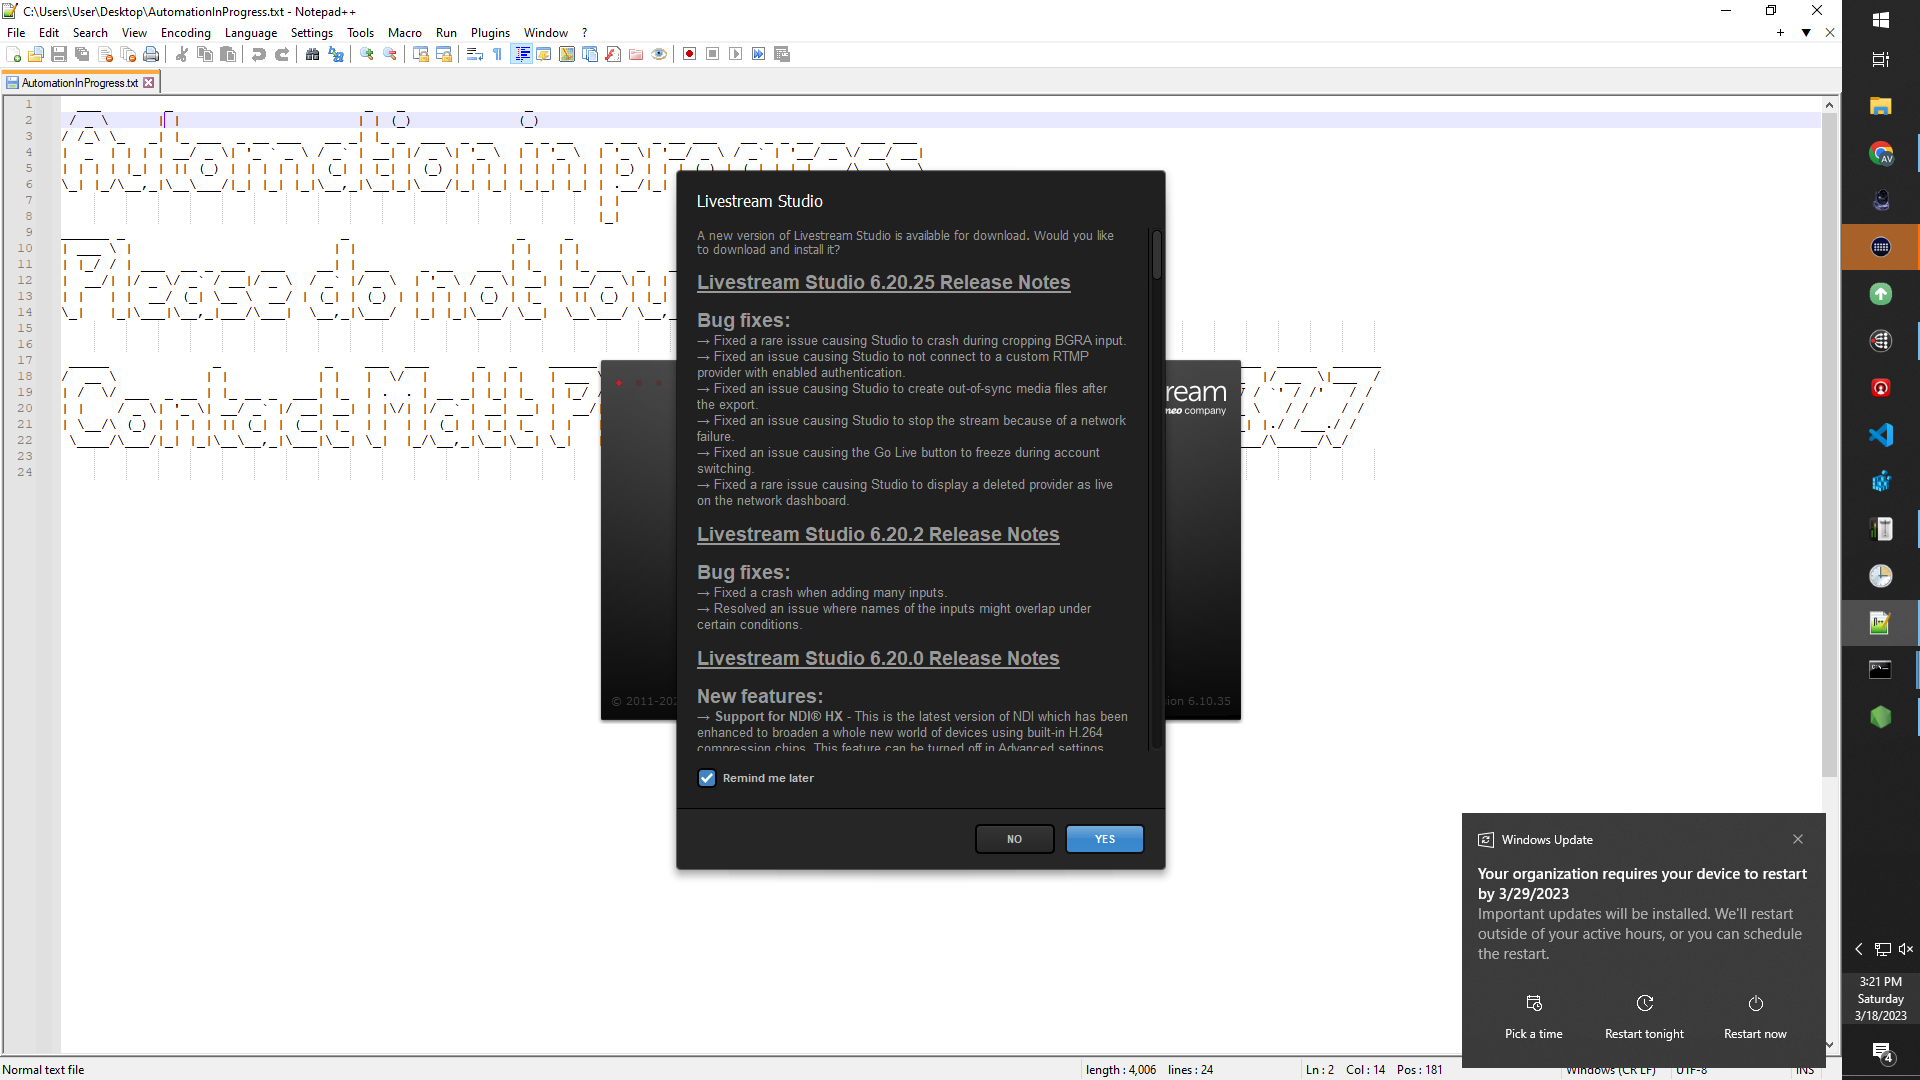 C:\Users\User\Desktop\AutomationInProgress.txt - Notepad++
File Edit Search View Encoding Language Settings Tools Macro Run Plugins Window ?
AutomationInProgress.txt
1
2
3
4
5
6
7
8
9
10
11
12
13
14
15
16
17
18
19
20
21
22
23
24
Automation in progress
Please do not tou
Contact Matt P
27
ream
meo company
© 2011-202
sion 6.10.35
Livestream Studio
A new version of Livestream Studio is available for download. Would you like
to download and install it?
Livestream Studio 6.20.25 Release Notes
Bug fixes:
→ Fixed a rare issue causing Studio to crash during cropping BGRA input.
→ Fixed an issue causing Studio to not connect to a custom RTMP
provider with enabled authentication.
→ Fixed an issue causing Studio to create out-of-sync media files after
the export.
→ Fixed an issue causing Studio to stop the stream because of a network
failure.
→ Fixed an issue causing the Go Live button to freeze during account
switching.
→ Fixed a rare issue causing Studio to display a deleted provider as live
on the network dashboard.
Livestream Studio 6.20.2 Release Notes
Bug fixes:
→ Fixed a crash when adding many inputs.
→ Resolved an issue where names of the inputs might overlap under
certain conditions.
Livestream Studio 6.20.0 Release Notes
New features:
→ Support for NDI® HX - This is the latest version of NDI which has been
enhanced to broaden a whole new world of devices using built-in H.264
compression chips. This feature can be turned off in Advanced settings
Remind me later
NO YES
Windows Update
Your organization requires your device to restart
by 3/29/2023
Important updates will be installed. We'll restart
outside of your active hours, or you can schedule
the restart.
Pick a time Restart tonight Restart now
AV
3:21 PM
Saturday
3/18/2023
4
Normal text file length : 4,006 lines : 24 Ln : 2 Col : 14 Pos : 181 Windows (CR LF) UTF-8 INS